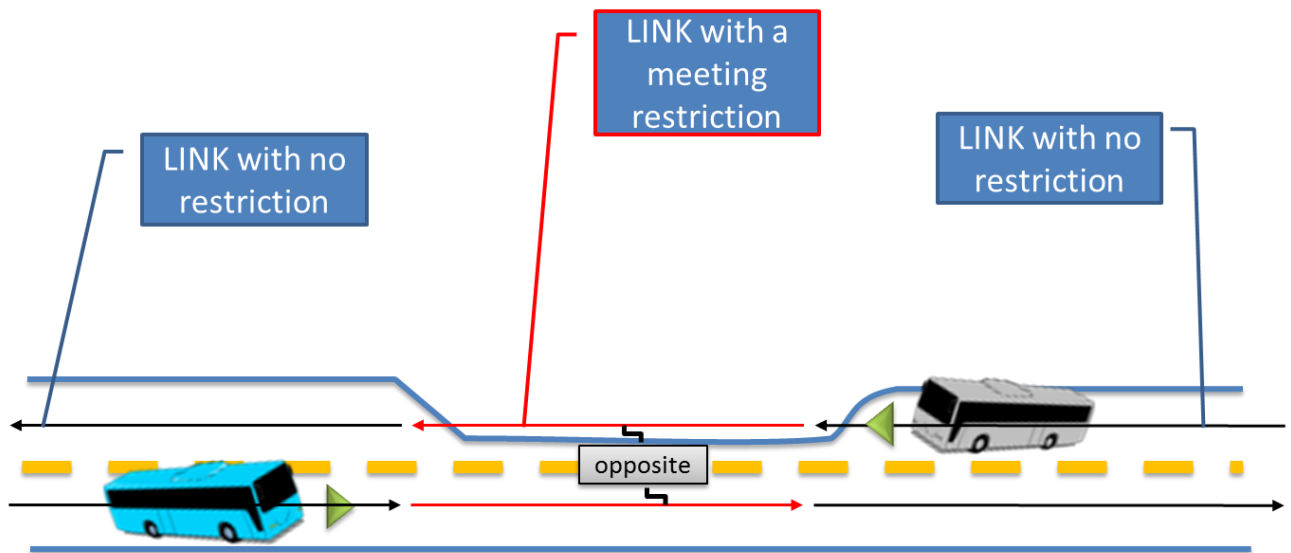 LINK with a
meeting
restriction
LINK with no
restriction
LINK with no
restriction
opposite